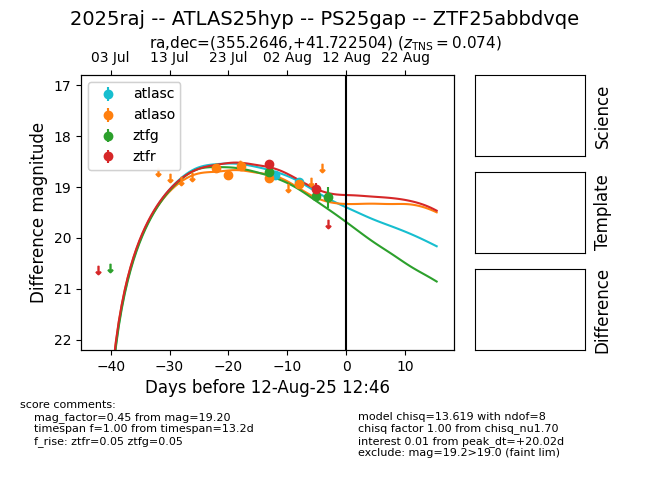 2025raj -- ATLAS25hyp -- PS25gap -- ZTF25abbdvqe
ra,dec=(355.2646,+41.722504) (z_TNS = 0.074)
03 Jul 13 Jul 23 Jul 02 Aug 12 Aug 22 Aug
atlasc
atlaso
ztfg
ztfr
17
18
19
20
21
22
Difference magnitude
−40 −30 −20 −10 0 10
Days before 12-Aug-25 12:46
Science
Template
Difference
score comments:
mag_factor=0.45 from mag=19.20
timespan f=1.00 from timespan=13.2d
f_rise: ztfr=0.05 ztfg=0.05
model chisq=13.619 with ndof=8
chisq factor 1.00 from chisq_nu1.70
interest 0.01 from peak_dt=+20.02d
exclude: mag=19.2>19.0 (faint lim)